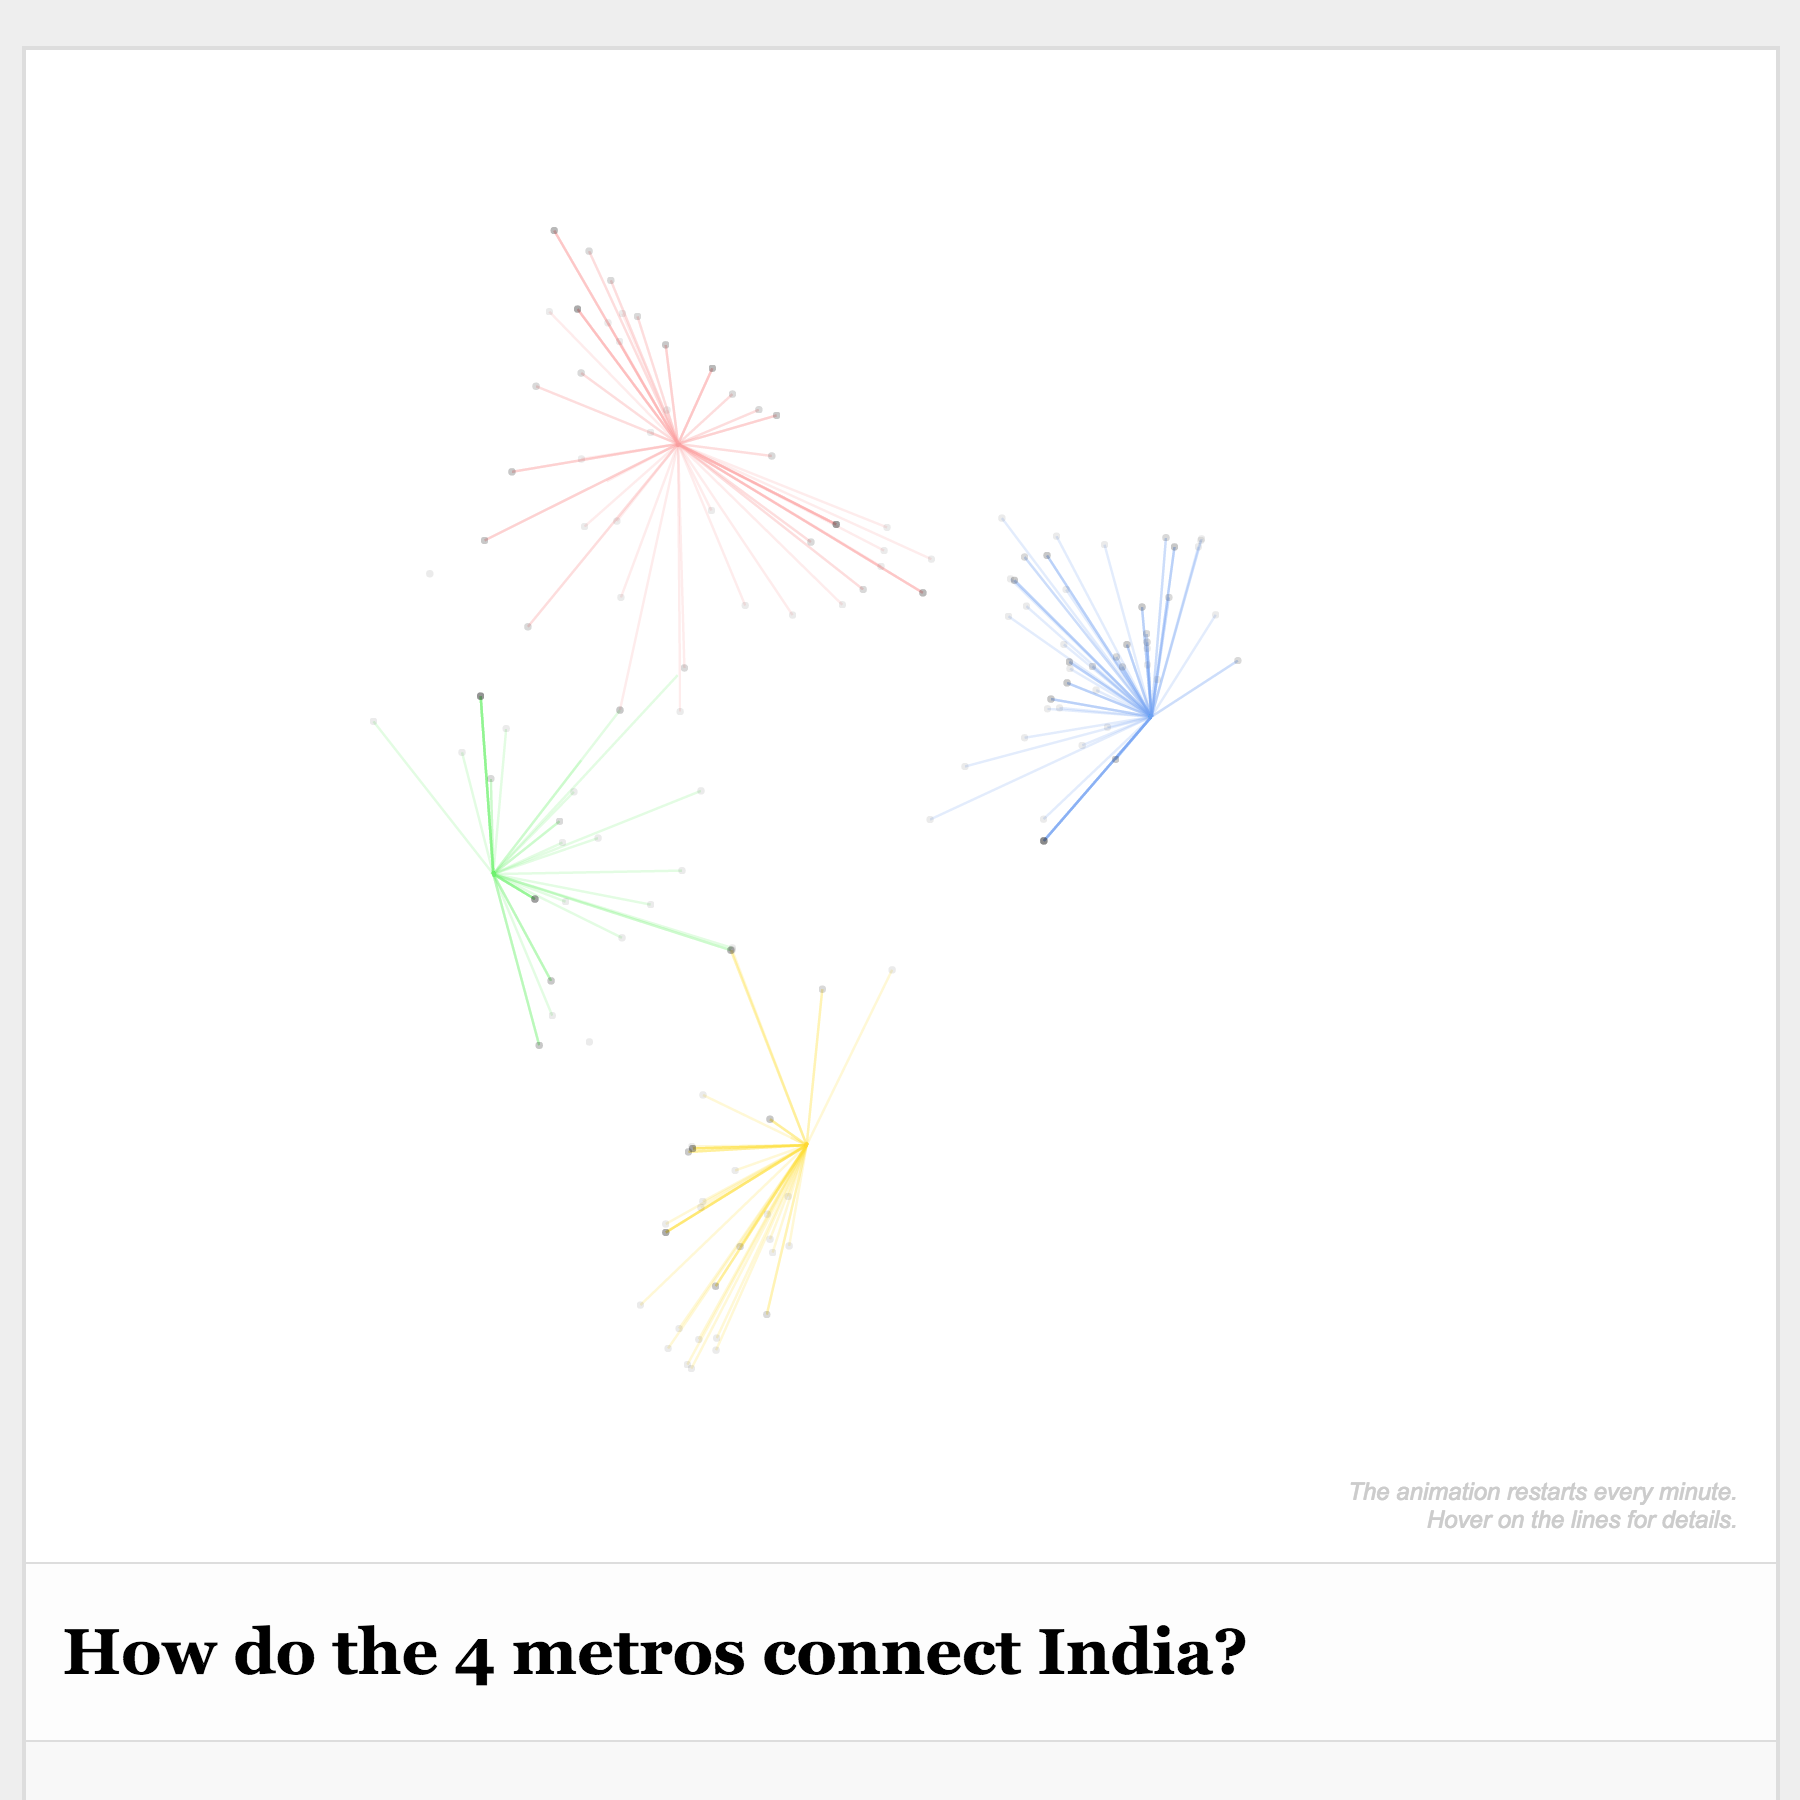 The animation restarts every minute.
Hover on the lines for details.
How do the 4 metros connect India?